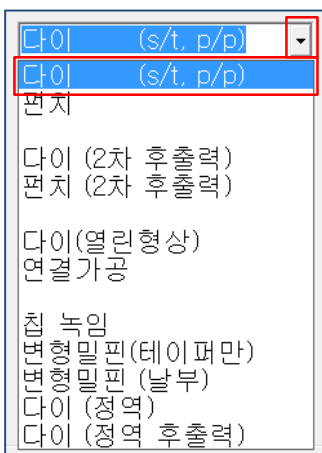 다이 (s/t, p/p)
다이 (s/t, p/p)
펀치
다이 (2차 후출력)
펀치 (2차 후출력)
다이(열린형상)
연결가공
칩 녹임
변형밀핀(테이퍼만)
변형밀핀 (날부)
다이 (정역)
다이 (정역 후출력)